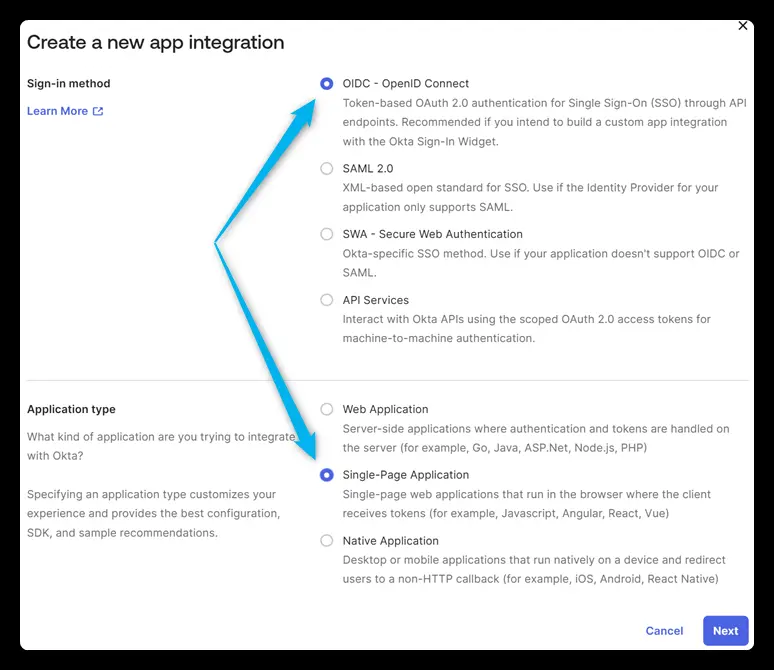 Create a new app integration
Sign-in method
Learn More
OIDC - OpenID Connect
Token-based OAuth 2.0 authentication for Single Sign-On (SSO) through API
endpoints. Recommended if you intend to build a custom app integration
with the Okta Sign-In Widget.
SAML 2.0
XML-based open standard for SSO. Use if the Identity Provider for your
application only supports SAML.
SWA - Secure Web Authentication
Okta-specific SSO method. Use if your application doesn't support OIDC or
SAML.
API Services
Interact with Okta APIs using the scoped OAuth 2.0 access tokens for
machine-to-machine authentication.
Application type
What kind of application are you trying to integrate
with Okta?
Specifying an application type customizes your
experience and provides the best configuration,
SDK, and sample recommendations.
Web Application
Server-side applications where authentication and tokens are handled on
the server (for example, Go, Java, ASP.Net, Node.js, PHP)
Single-Page Application
Single-page web applications that run in the browser where the client
receives tokens (for example, Javascript, Angular, React, Vue)
Native Application
Desktop or mobile applications that run natively on a device and redirect
users to a non-HTTP callback (for example, iOS, Android, React Native)
Cancel
Next